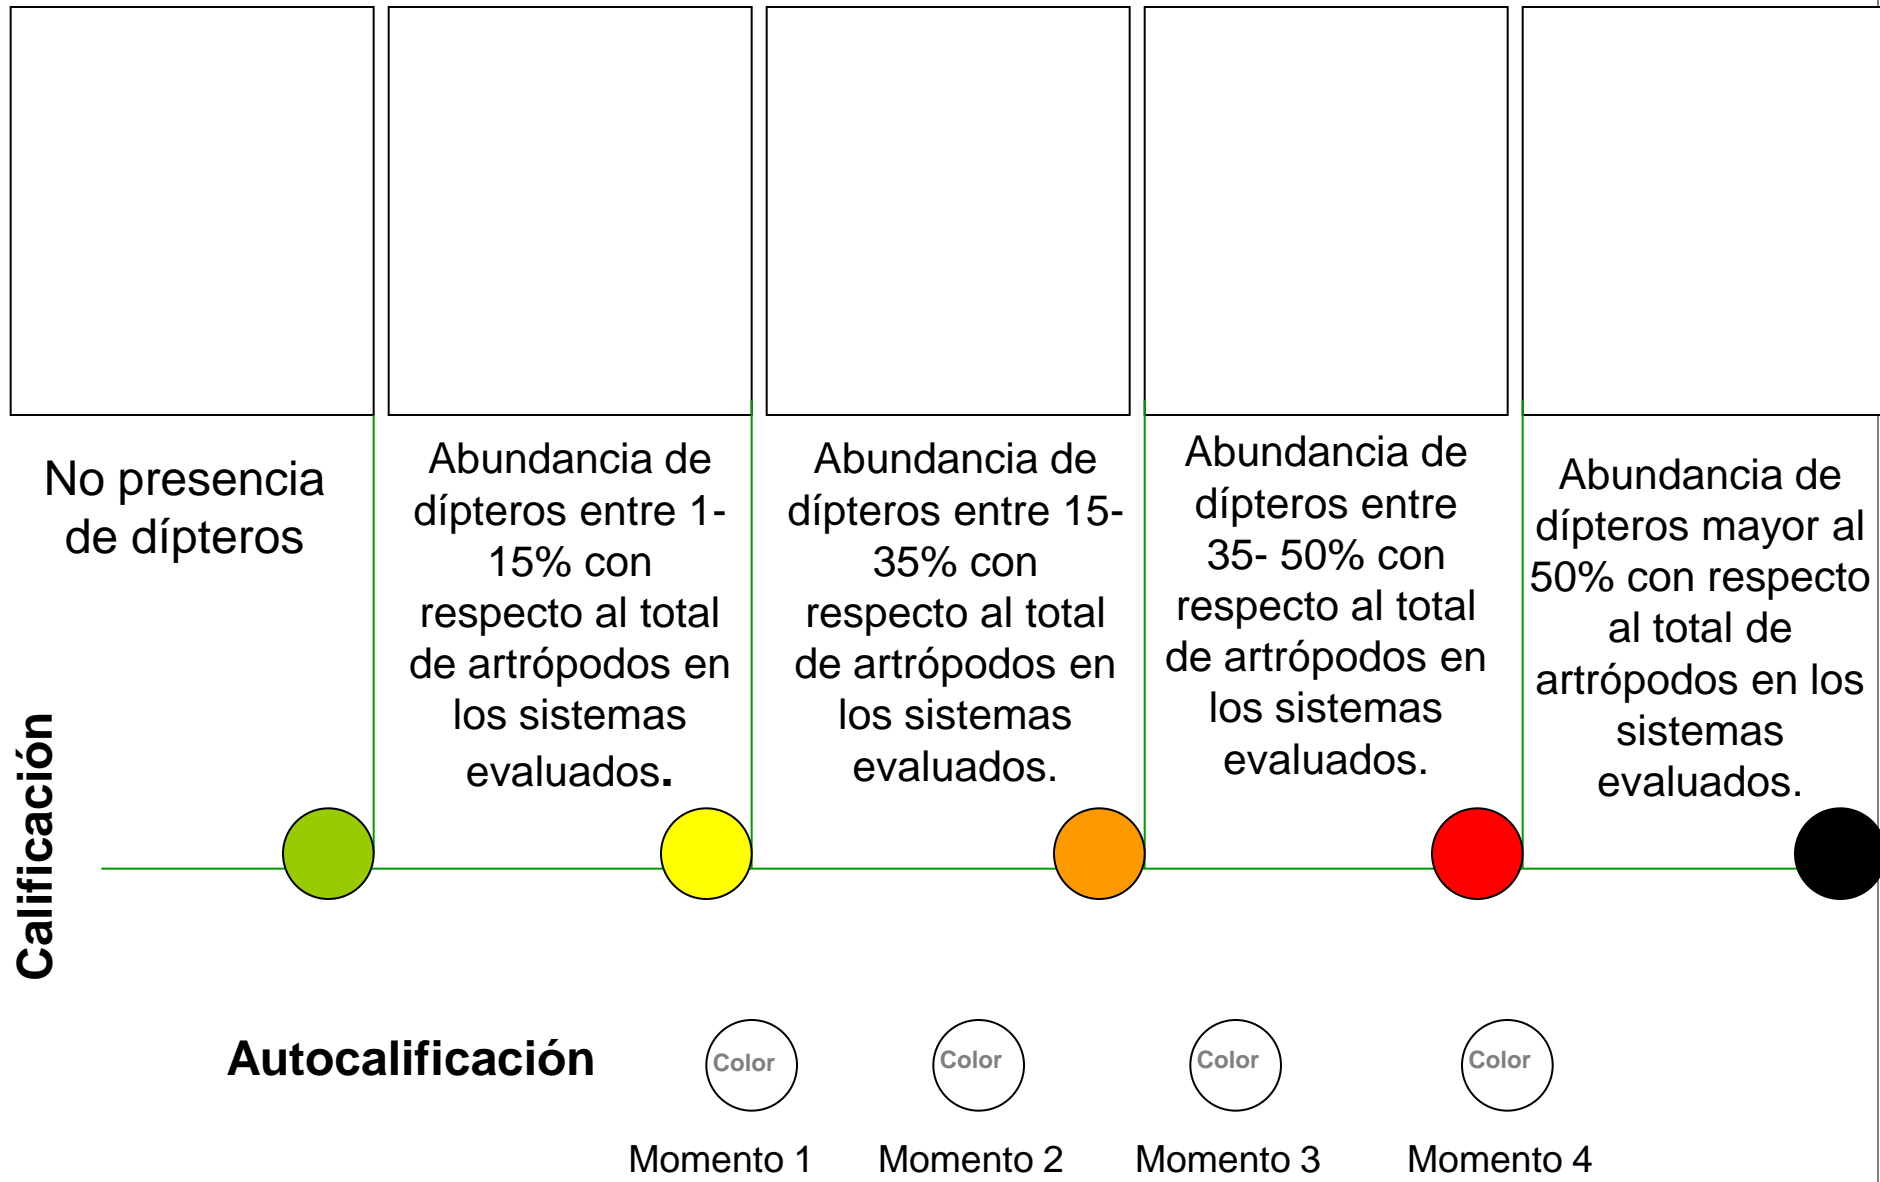 No presencia
de dípteros
Abundancia de
dípteros entre 1-
15% con
respecto al total
de artrópodos en
los sistemas
evaluados.
Abundancia de
dípteros entre 15-
35% con
respecto al total
de artrópodos en
los sistemas
evaluados.
Abundancia de
dípteros entre
35- 50% con
respecto al total
de artrópodos en
los sistemas
evaluados.
Abundancia de
dípteros mayor al
50% con respecto
al total de
artrópodos en los
sistemas
evaluados.
Calificación
Autocalificación
Color
Color
Color
Color
Momento 1
Momento 2
Momento 3
Momento 4